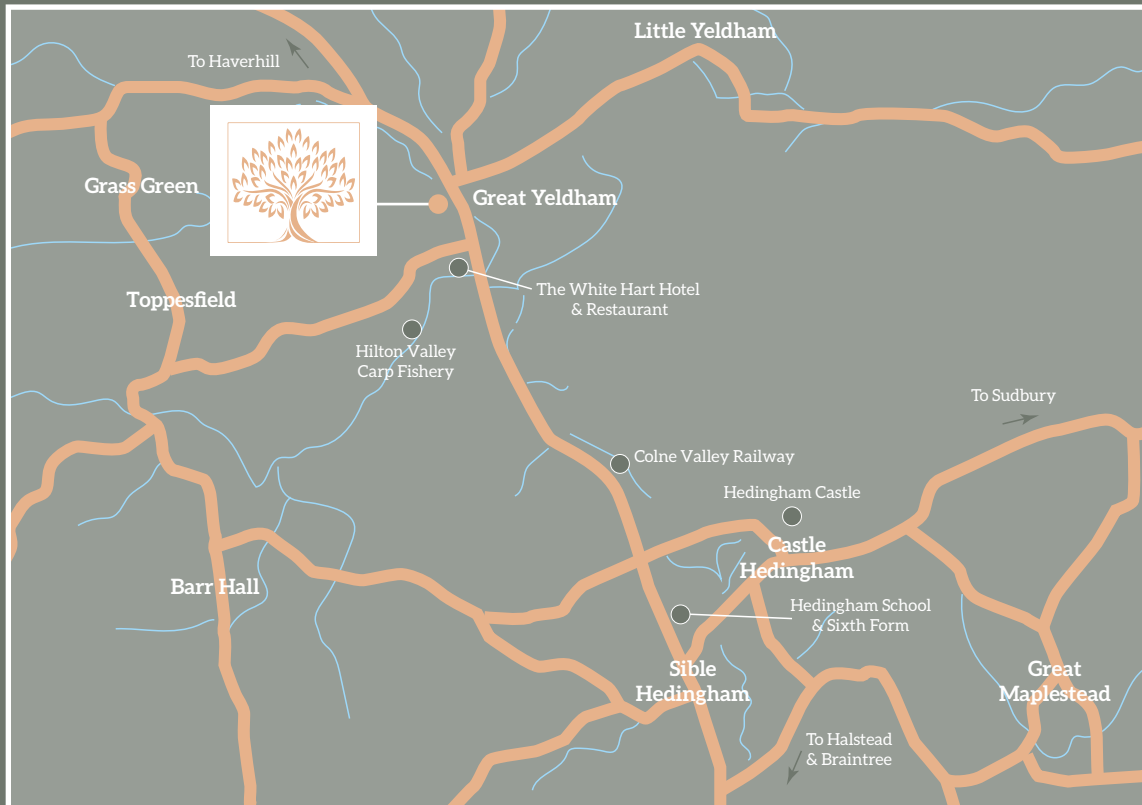 Little Yeldham
To Haverhill
Grass Green
Great Yeldham
The White Hart Hotel
& Restaurant
Toppesfield
Hilton Valley
Carp Fishery
To Sudbury
Colne Valley Railway
Hedingham Castle
Castle
Hedingham
Barr Hall
Hedingham School
& Sixth Form
Sible
Hedingham
Great
Maplestead
To Halstead
& Braintree